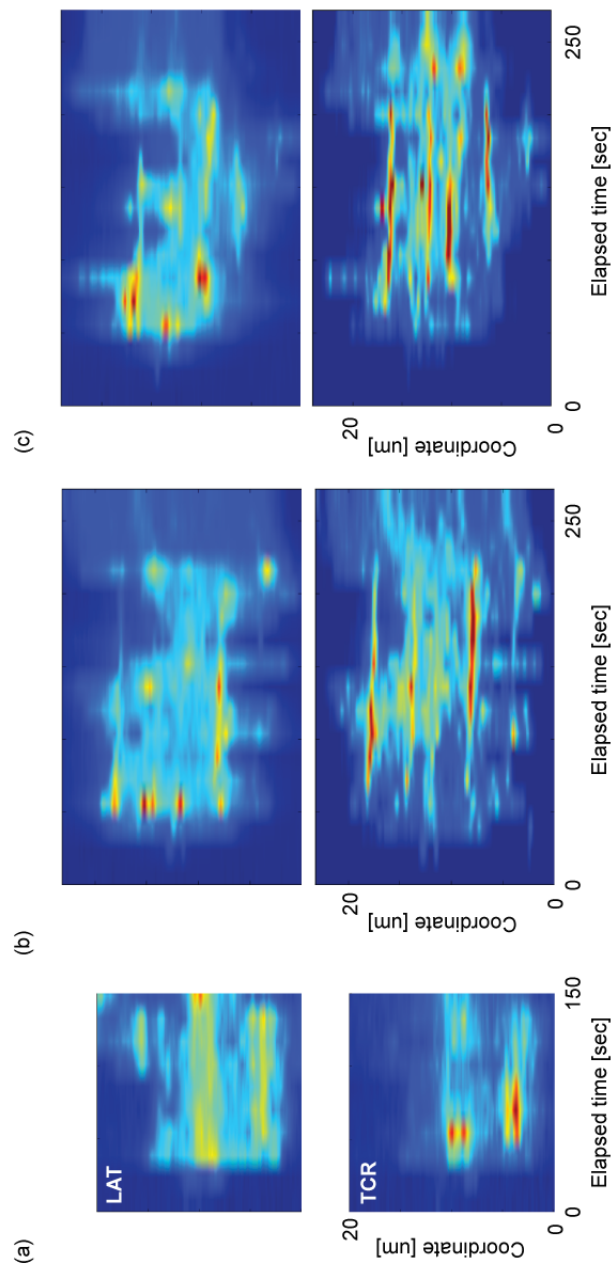 (a)
LAT
TCR
20
Coordinate [um]
0
0
150
Elapsed time [sec]
(b)
20
Coordinate [um]
0
0
250
Elapsed time [sec]
(c)
20
Coordinate [um]
0
0
250
Elapsed time [sec]